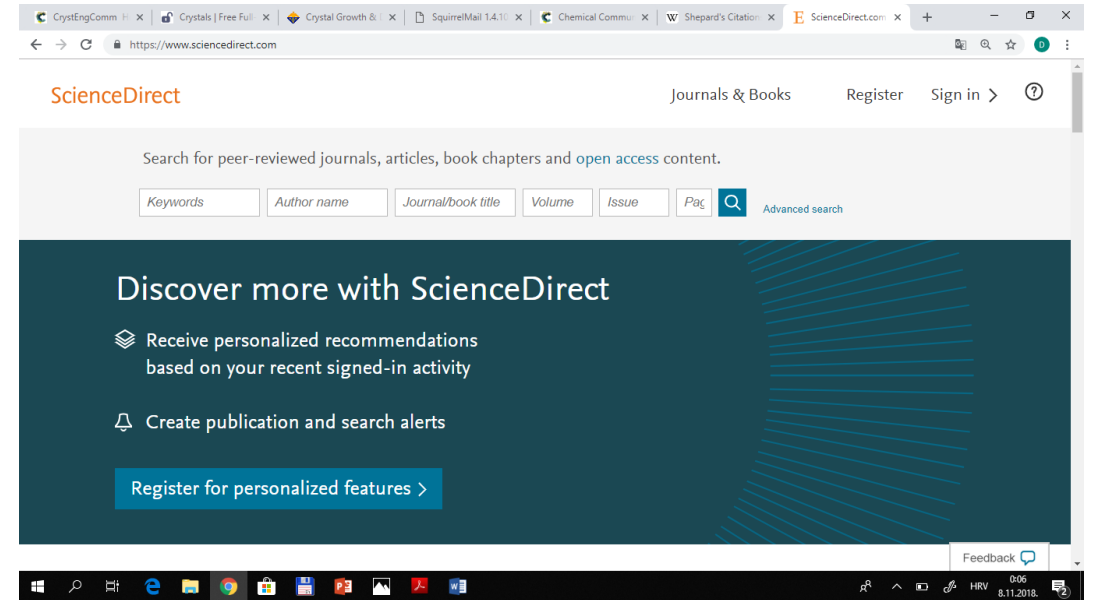 CrystEngComm H
Crystals | Free Full
Crystal Growth & D
SquirrelMail 1.4.10
Chemical Commun
Shepard's Citation
ScienceDirect.com
https://www.sciencedirect.com
D
ScienceDirect
Journals & Books
Register
Sign in >
?
Search for peer-reviewed journals, articles, book chapters and open access content.
Keywords
Author name
Journal/book title
Volume
Issue
Pag
Advanced search
Discover more with ScienceDirect
Receive personalized recommendations
based on your recent signed-in activity
Create publication and search alerts
Register for personalized features >
Feedback
HRV
0:06
8.11.2018.
2